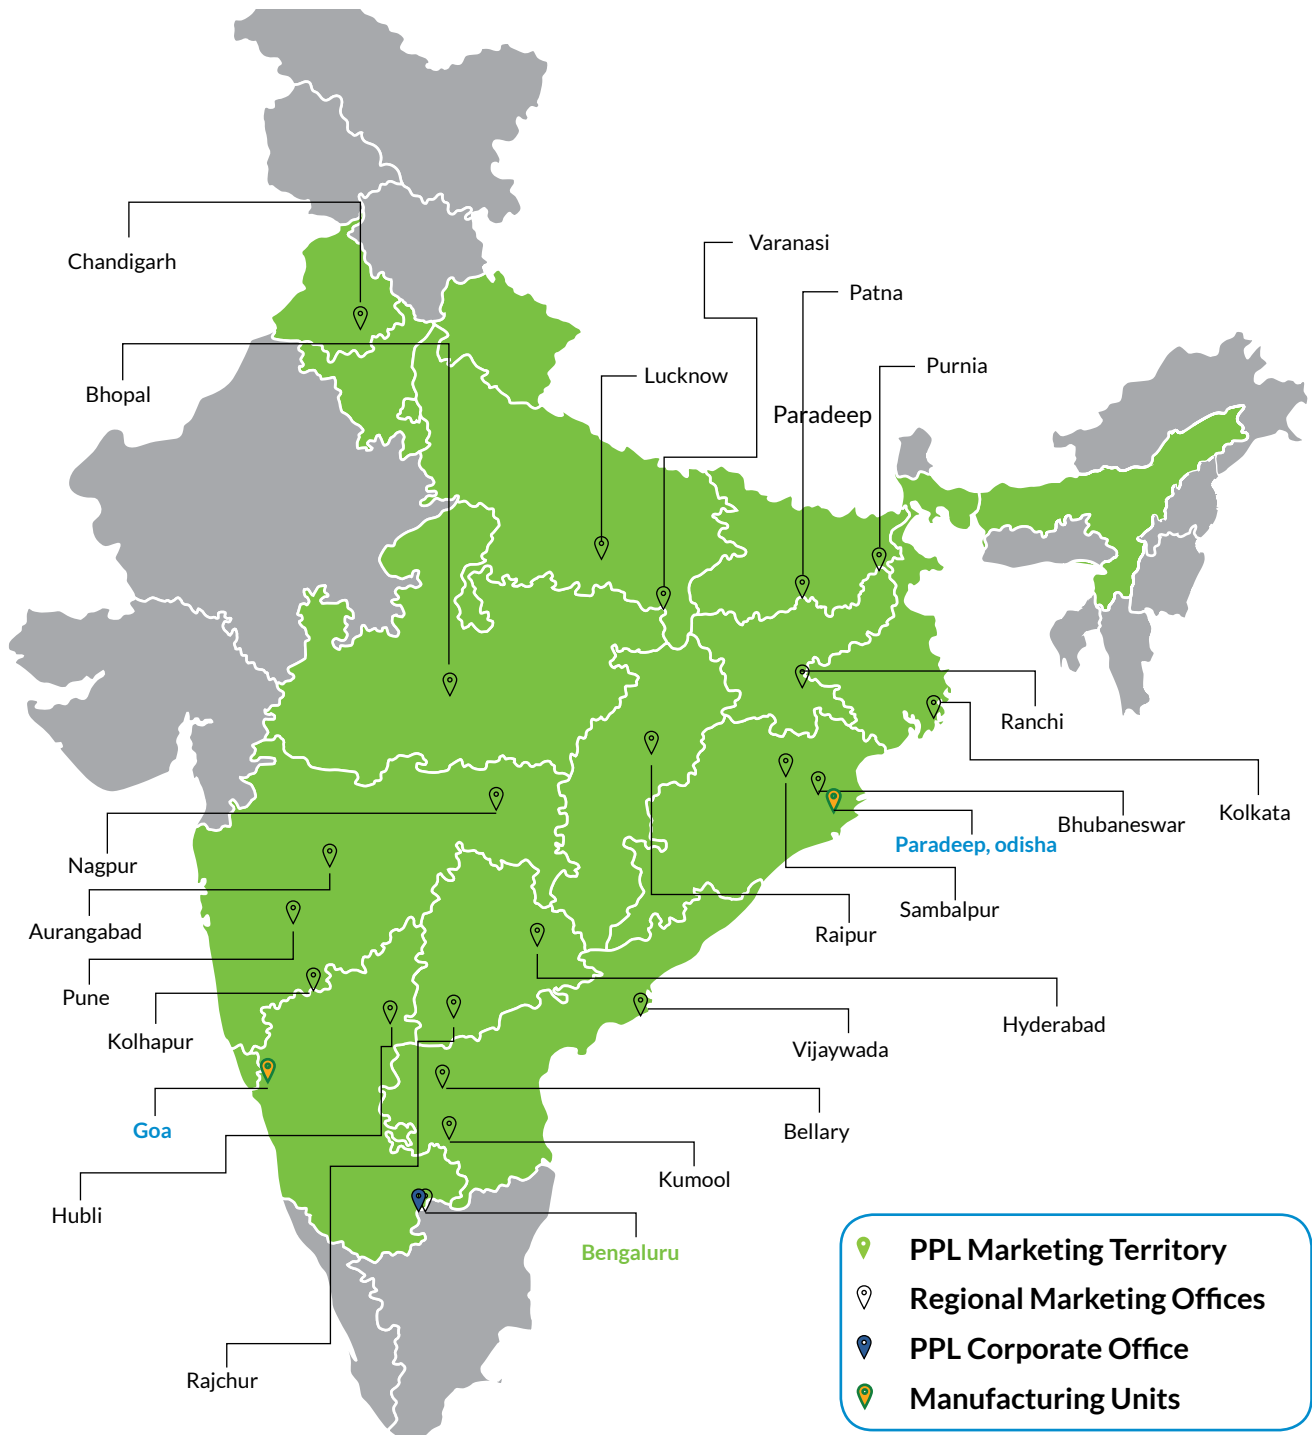 Varanasi
Chandigarh
Patna
Purnia
Lucknow
Bhopal
Paradeep
Ranchi
Kolkata
Bhubaneswar
Paradeep, odisha
Nagpur
Sambalpur
Aurangabad
Raipur
Pune
Hyderabad
Kolhapur
Vijaywada
Goa
Bellary
Kumool
Hubli
Bengaluru
Rajchur
PPL Marketing Territory
Regional Marketing Offices
PPL Corporate Office
Manufacturing Units